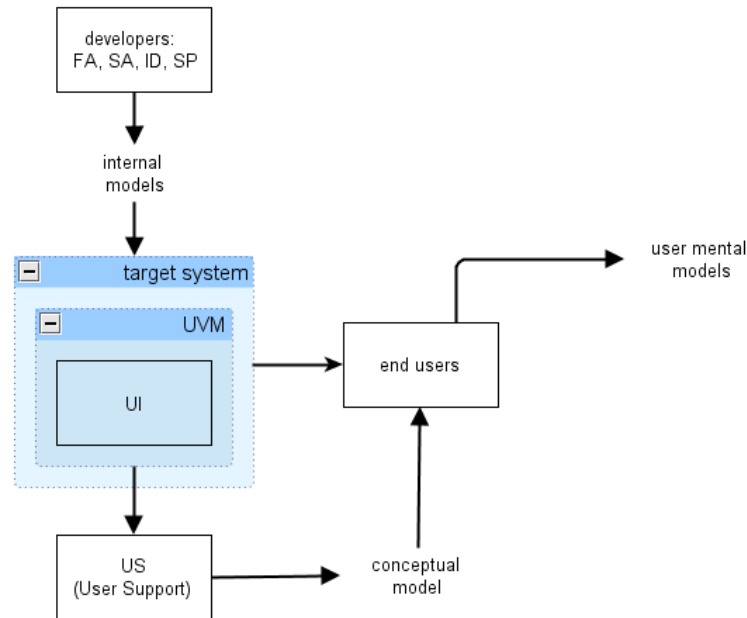 developers:
FA, SA, ID, SP
internal
models
target system
UVM
UI
end users
user mental
models
US
(User Support)
conceptual
model